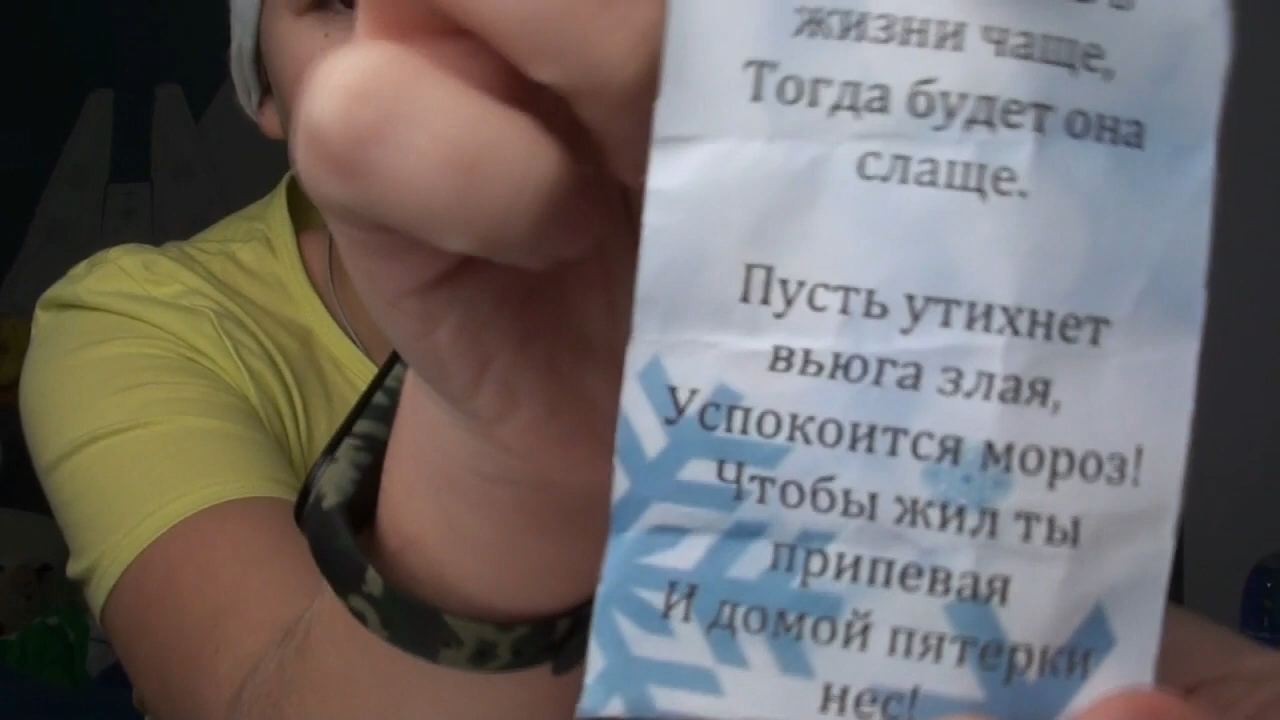 жизни чаще,
Тогда будет она
слаще.
Пусть утихнет
вьюга злая,
Успокоится мороз!
Чтобы жил ты
припевая
И домой пятерки
нес!